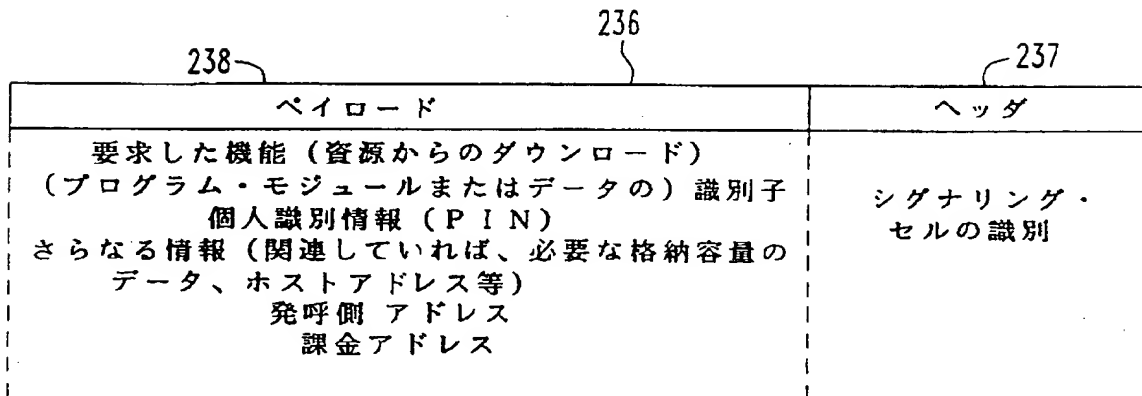 236
238
237
ペイロード
ヘッダ
要求した機能（資源からのダウンロード）
（プログラム・モジュールまたはデータの）識別子
個人識別情報（PIN）
さらなる情報（関連していれば、必要な格納容量の
データ、ホストアドレス等）
発呼側 アドレス
課金アドレス
シグナリング・
セルの識別